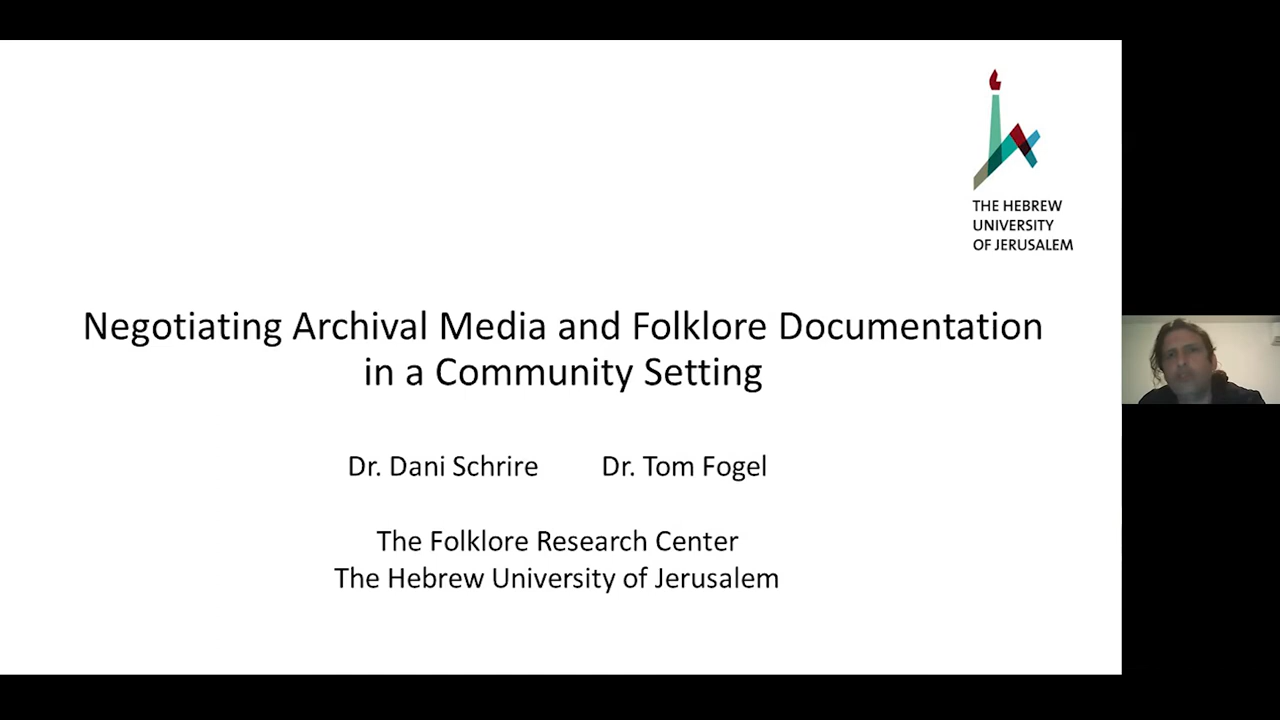 THE HEBREW
UNIVERSITY
OF JERUSALEM
Negotiating Archival Media and Folklore Documentation
in a Community Setting
Dr. Dani Schrire Dr. Tom Fogel
The Folklore Research Center
The Hebrew University of Jerusalem